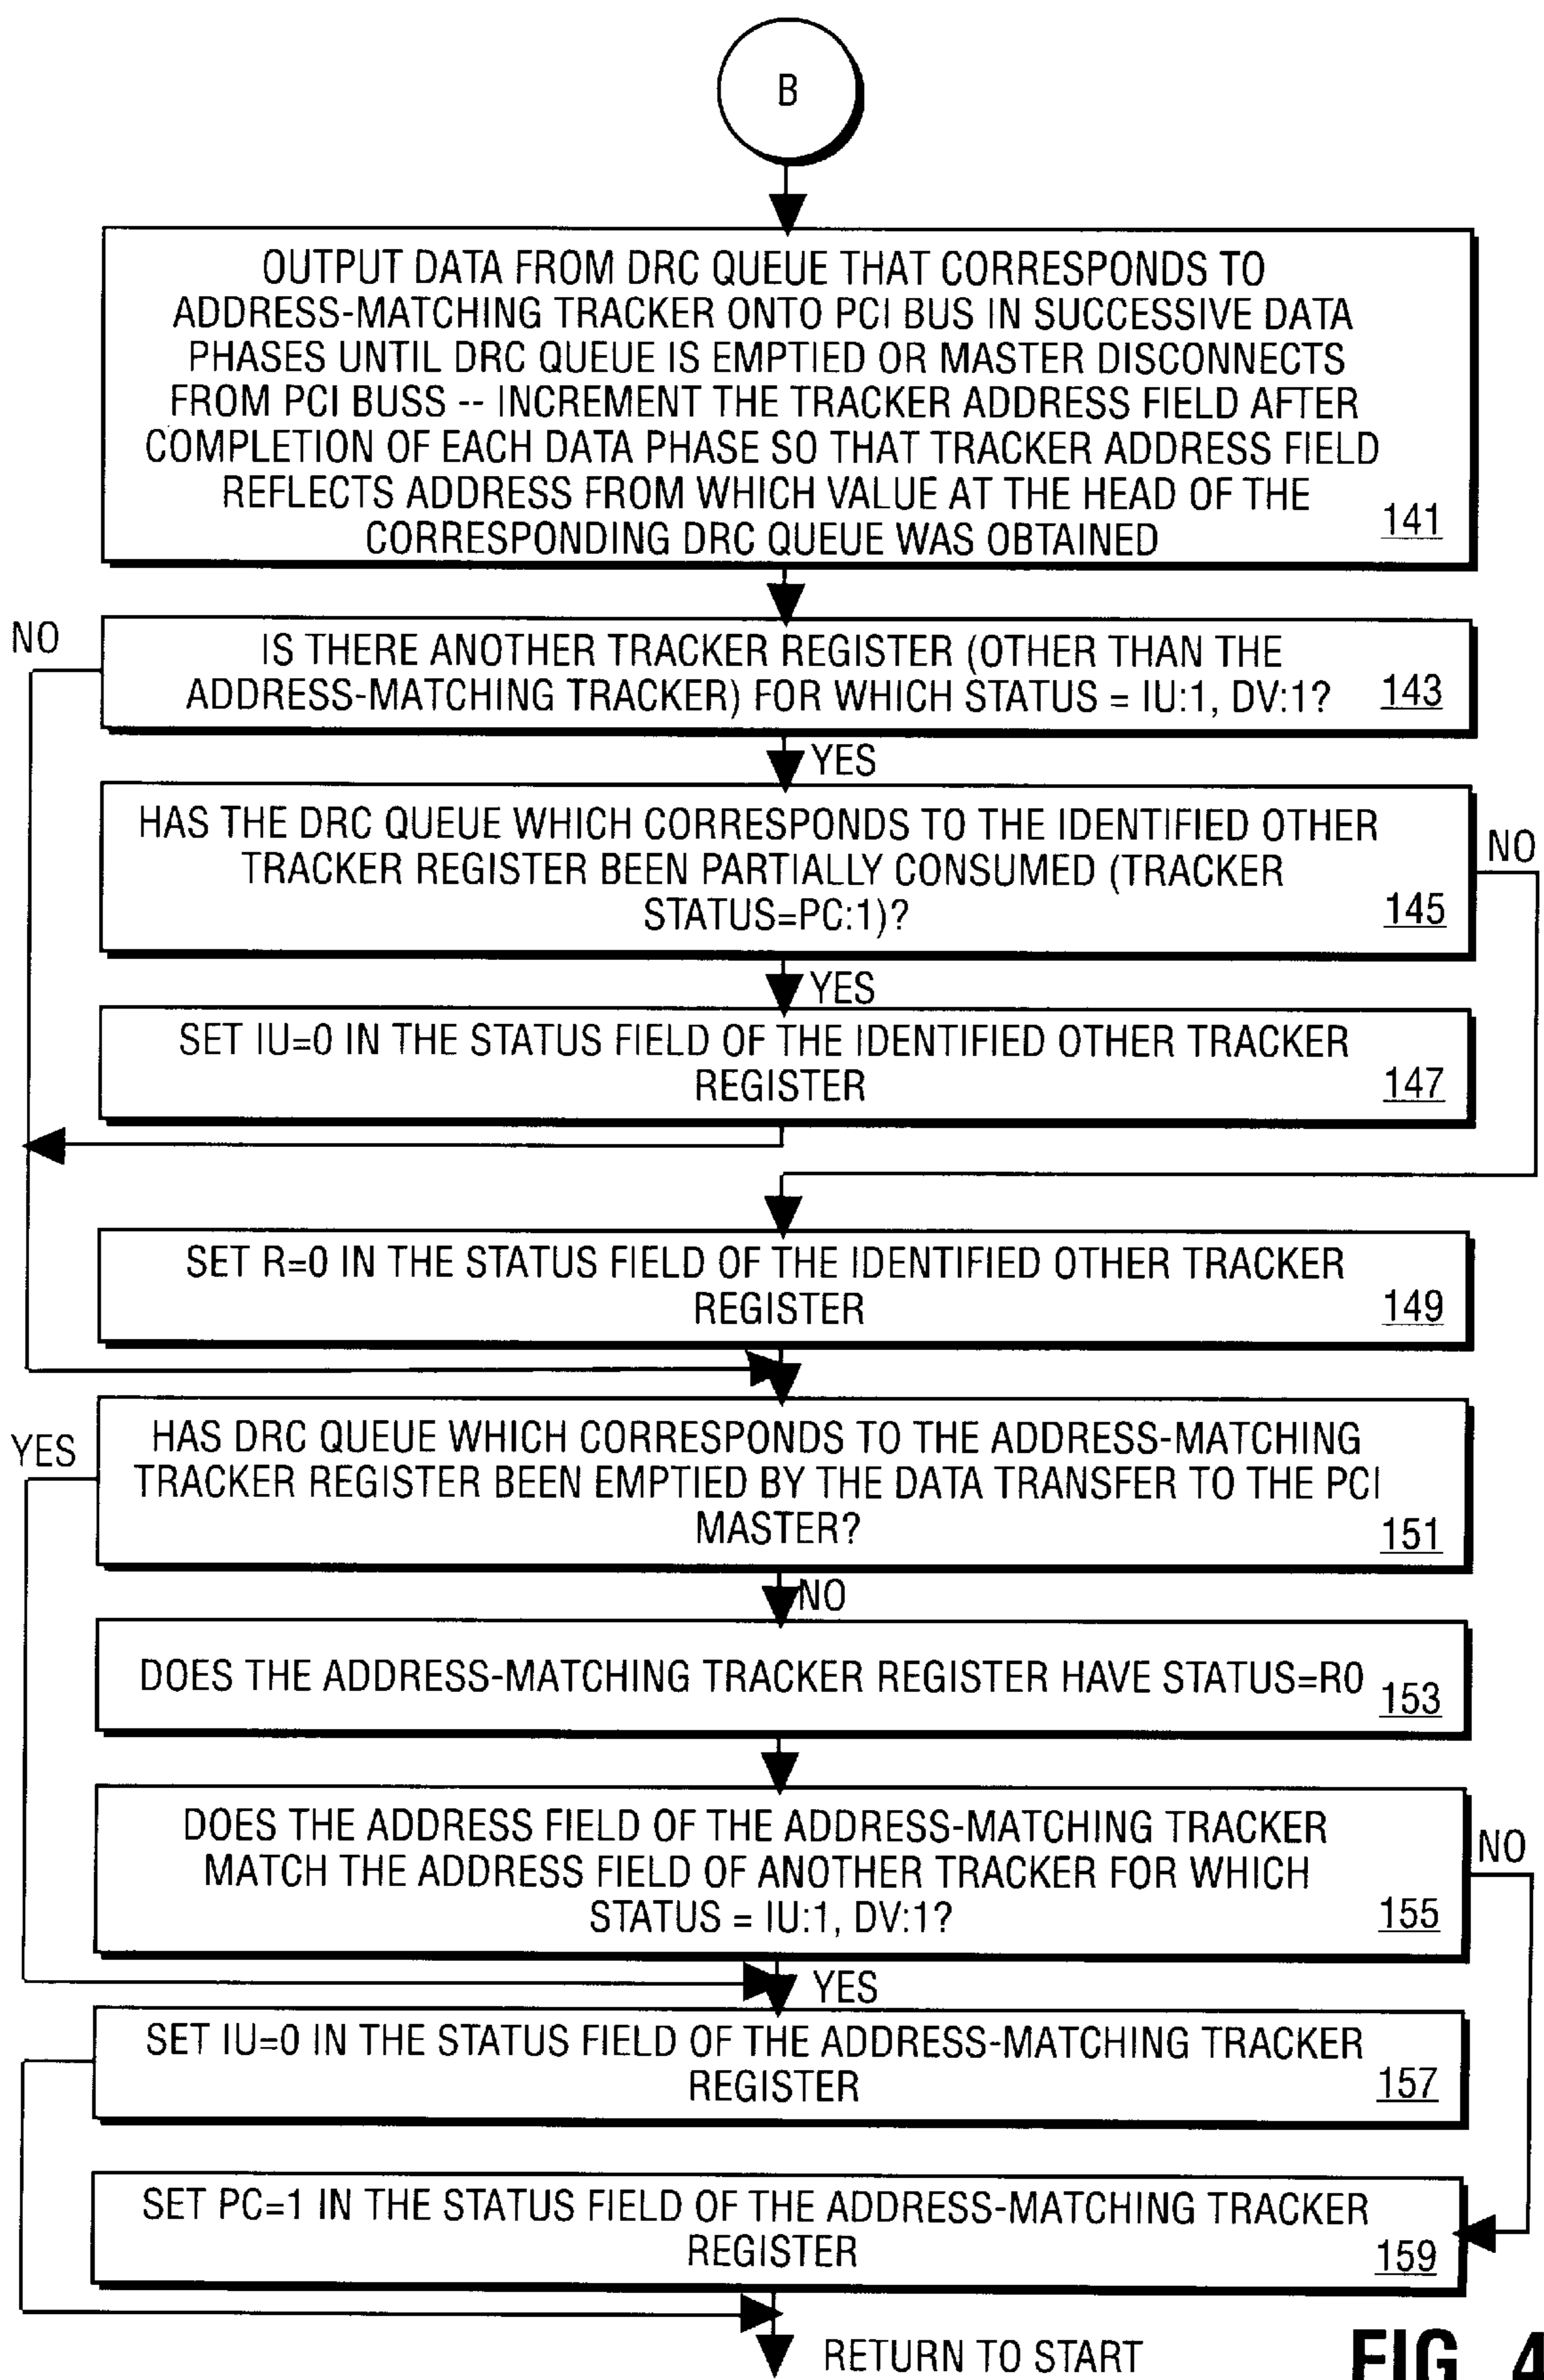 B
OUTPUT DATA FROM DRC QUEUE THAT CORRESPONDS TO
ADDRESS-MATCHING TRACKER ONTO PCI BUS IN SUCCESSIVE DATA
PHASES UNTIL DRC QUEUE IS EMPTIED OR MASTER DISCONNECTS
FROM PCI BUSS -- INCREMENT THE TRACKER ADDRESS FIELD AFTER
COMPLETION OF EACH DATA PHASE SO THAT TRACKER ADDRESS FIELD
REFLECTS ADDRESS FROM WHICH VALUE AT THE HEAD OF THE
CORRESPONDING DRC QUEUE WAS OBTAINED
141
NO
IS THERE ANOTHER TRACKER REGISTER (OTHER THAN THE
ADDRESS-MATCHING TRACKER) FOR WHICH STATUS = IU:1, DV:1?
143
YES
HAS THE DRC QUEUE WHICH CORRESPONDS TO THE IDENTIFIED OTHER
TRACKER REGISTER BEEN PARTIALLY CONSUMED (TRACKER
STATUS=PC:1)?
145
NO
YES
SET IU=0 IN THE STATUS FIELD OF THE IDENTIFIED OTHER TRACKER
REGISTER
147
SET R=0 IN THE STATUS FIELD OF THE IDENTIFIED OTHER TRACKER
REGISTER
149
YES
HAS DRC QUEUE WHICH CORRESPONDS TO THE ADDRESS-MATCHING
TRACKER REGISTER BEEN EMPTIED BY THE DATA TRANSFER TO THE PCI
MASTER?
151
NO
DOES THE ADDRESS-MATCHING TRACKER REGISTER HAVE STATUS=R0
153
DOES THE ADDRESS FIELD OF THE ADDRESS-MATCHING TRACKER
MATCH THE ADDRESS FIELD OF ANOTHER TRACKER FOR WHICH
STATUS = IU:1, DV:1?
155
NO
YES
SET IU=0 IN THE STATUS FIELD OF THE ADDRESS-MATCHING TRACKER
REGISTER
157
SET PC=1 IN THE STATUS FIELD OF THE ADDRESS-MATCHING TRACKER
REGISTER
159
RETURN TO START
FIG. 4